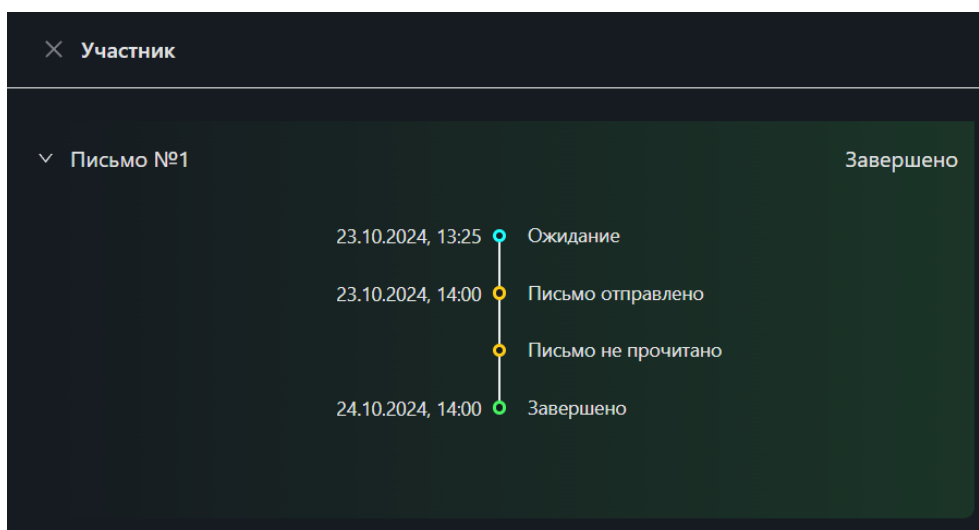 Участник
Письмо №1 Завершено
23.10.2024, 13:25 Ожидание
23.10.2024, 14:00 Письмо отправлено
Письмо не прочитано
24.10.2024, 14:00 Завершено